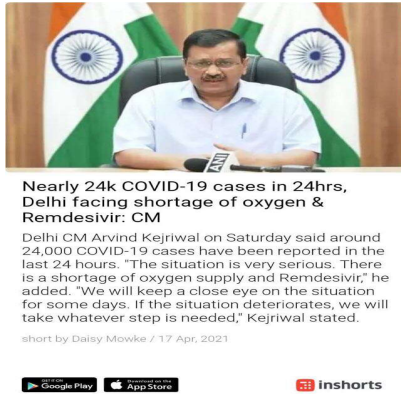 ANI
Nearly 24k COVID-19 cases in 24hrs,
Delhi facing shortage of oxygen &
Remdesivir: CM
Delhi CM Arvind Kejriwal on Saturday said around
24,000 COVID-19 cases have been reported in the
last 24 hours. "The situation is very serious. There
is a shortage of oxygen supply and Remdesivir," he
added. "We will keep a close eye on the situation
for some days. If the situation deteriorates, we will
take whatever step is needed," Kejriwal stated.
short by Daisy Mowke / 17 Apr, 2021
GET IT ON
Google Play
Download on the
App Store
inshorts